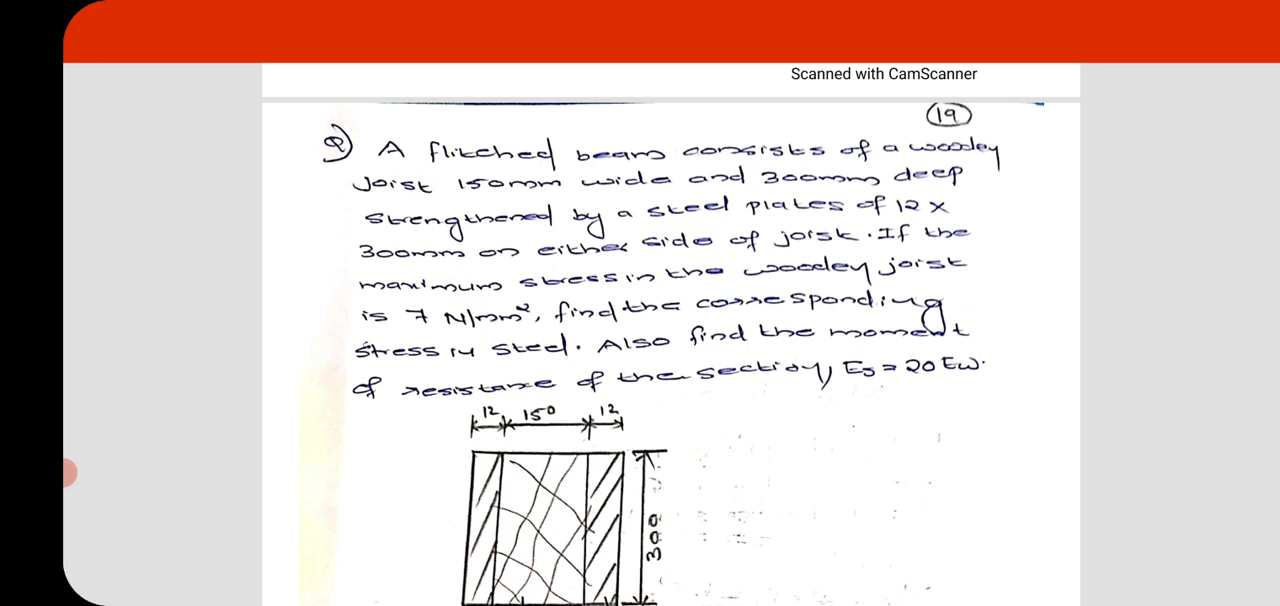 Scanned with CamScanner
19
Q) A flitched beam consists of a wooden
Joist 150mm wide and 300mm deep
strengthened by a steel plates of 12 x
300mm on either side of joist. If the
maximum stress in the wooden joist
is 7 N/mm², find the corresponding
stress in steel. Also find the moment
of resistance of the section, Es = 20 Ew.
12 150 12
300